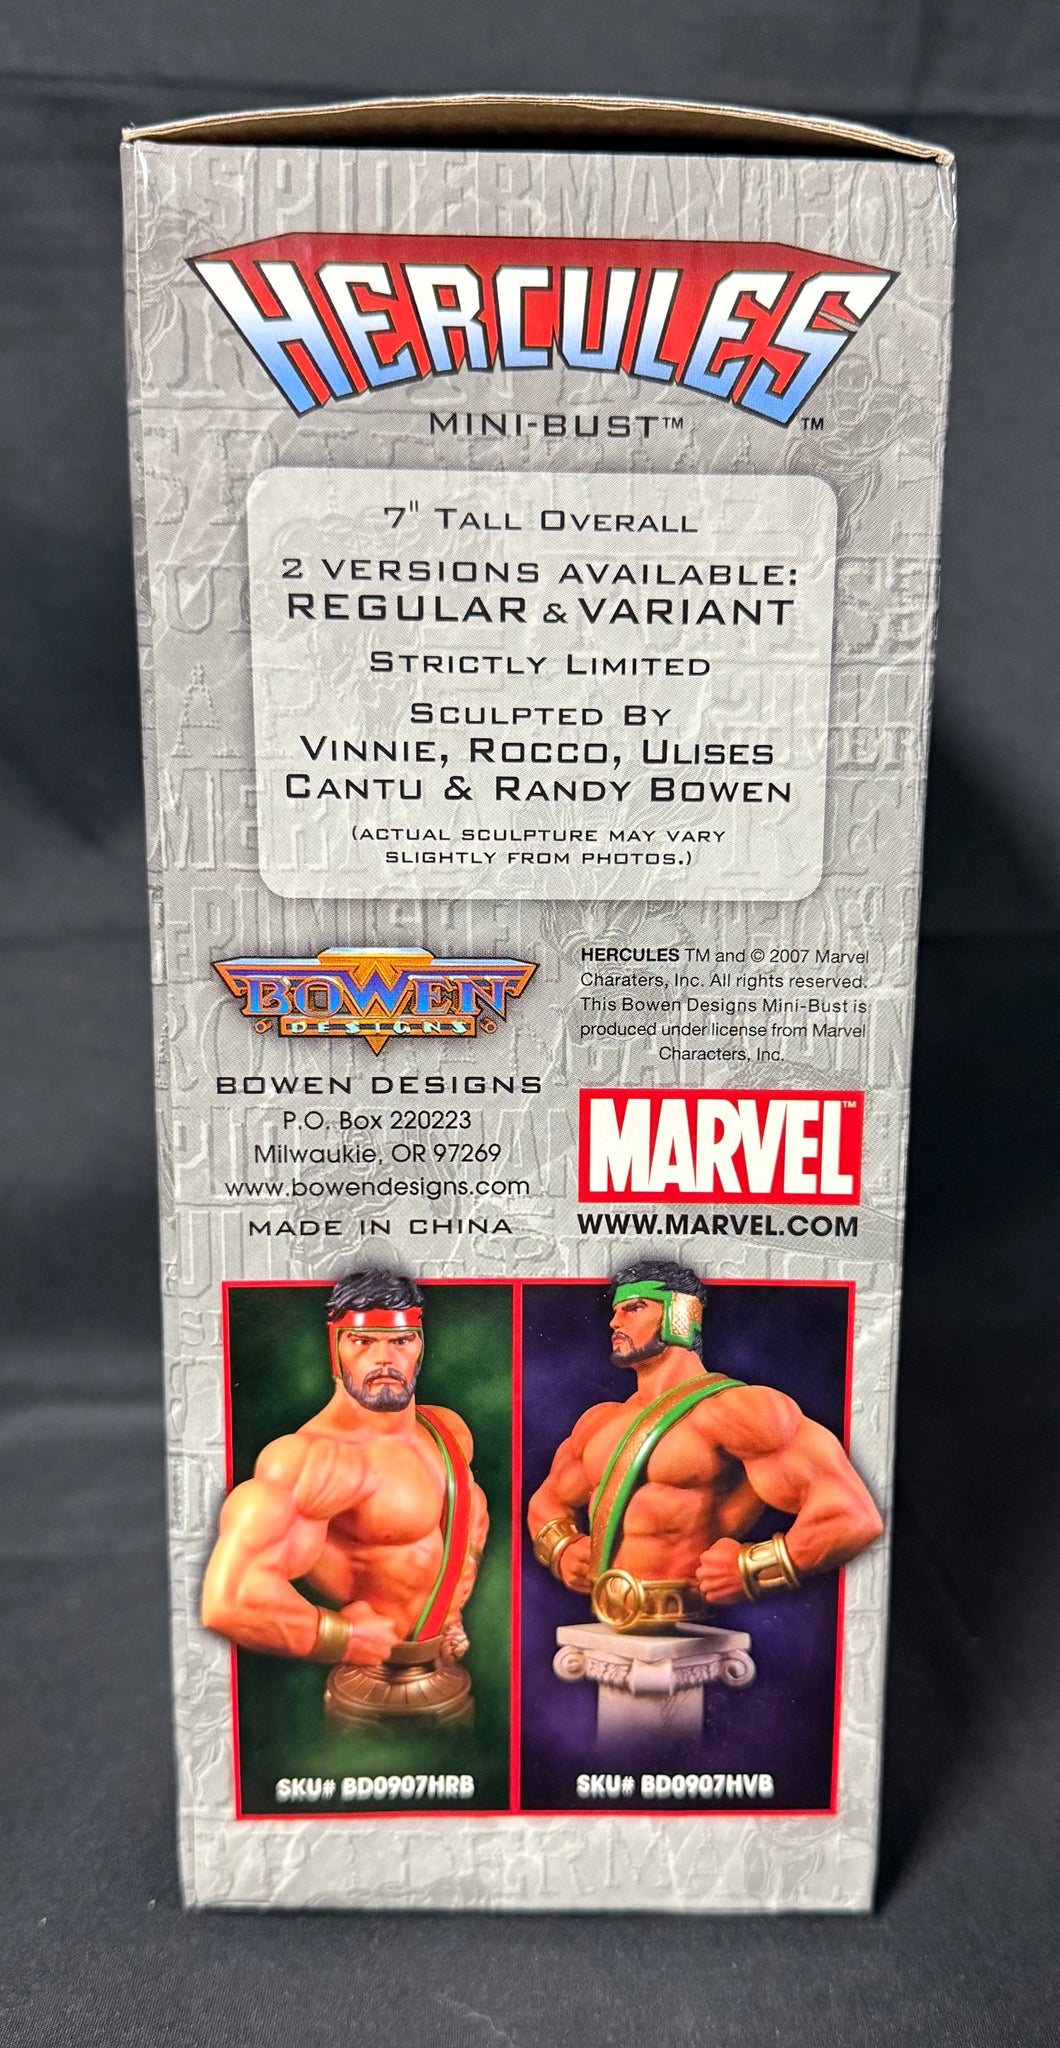 HERCULES™
MINI-BUST™
7" TALL OVERALL
2 VERSIONS AVAILABLE:
REGULAR & VARIANT
STRICTLY LIMITED
SCULPTED BY
VINNIE, ROCCO, ULISES
CANTU & RANDY BOWEN
(ACTUAL SCULPTURE MAY VARY
SLIGHTLY FROM PHOTOS.)
BOWEN
DESIGNS
BOWEN DESIGNS
P.O. Box 220223
Milwaukie, OR 97269
www.bowendesigns.com
MADE IN CHINA
HERCULES TM and © 2007 Marvel
Charaters, Inc. All rights reserved.
This Bowen Designs Mini-Bust is
produced under license from Marvel
Characters, Inc.
MARVEL™
WWW.MARVEL.COM
SKU# BD0907HRB
SKU# BD0907HVB